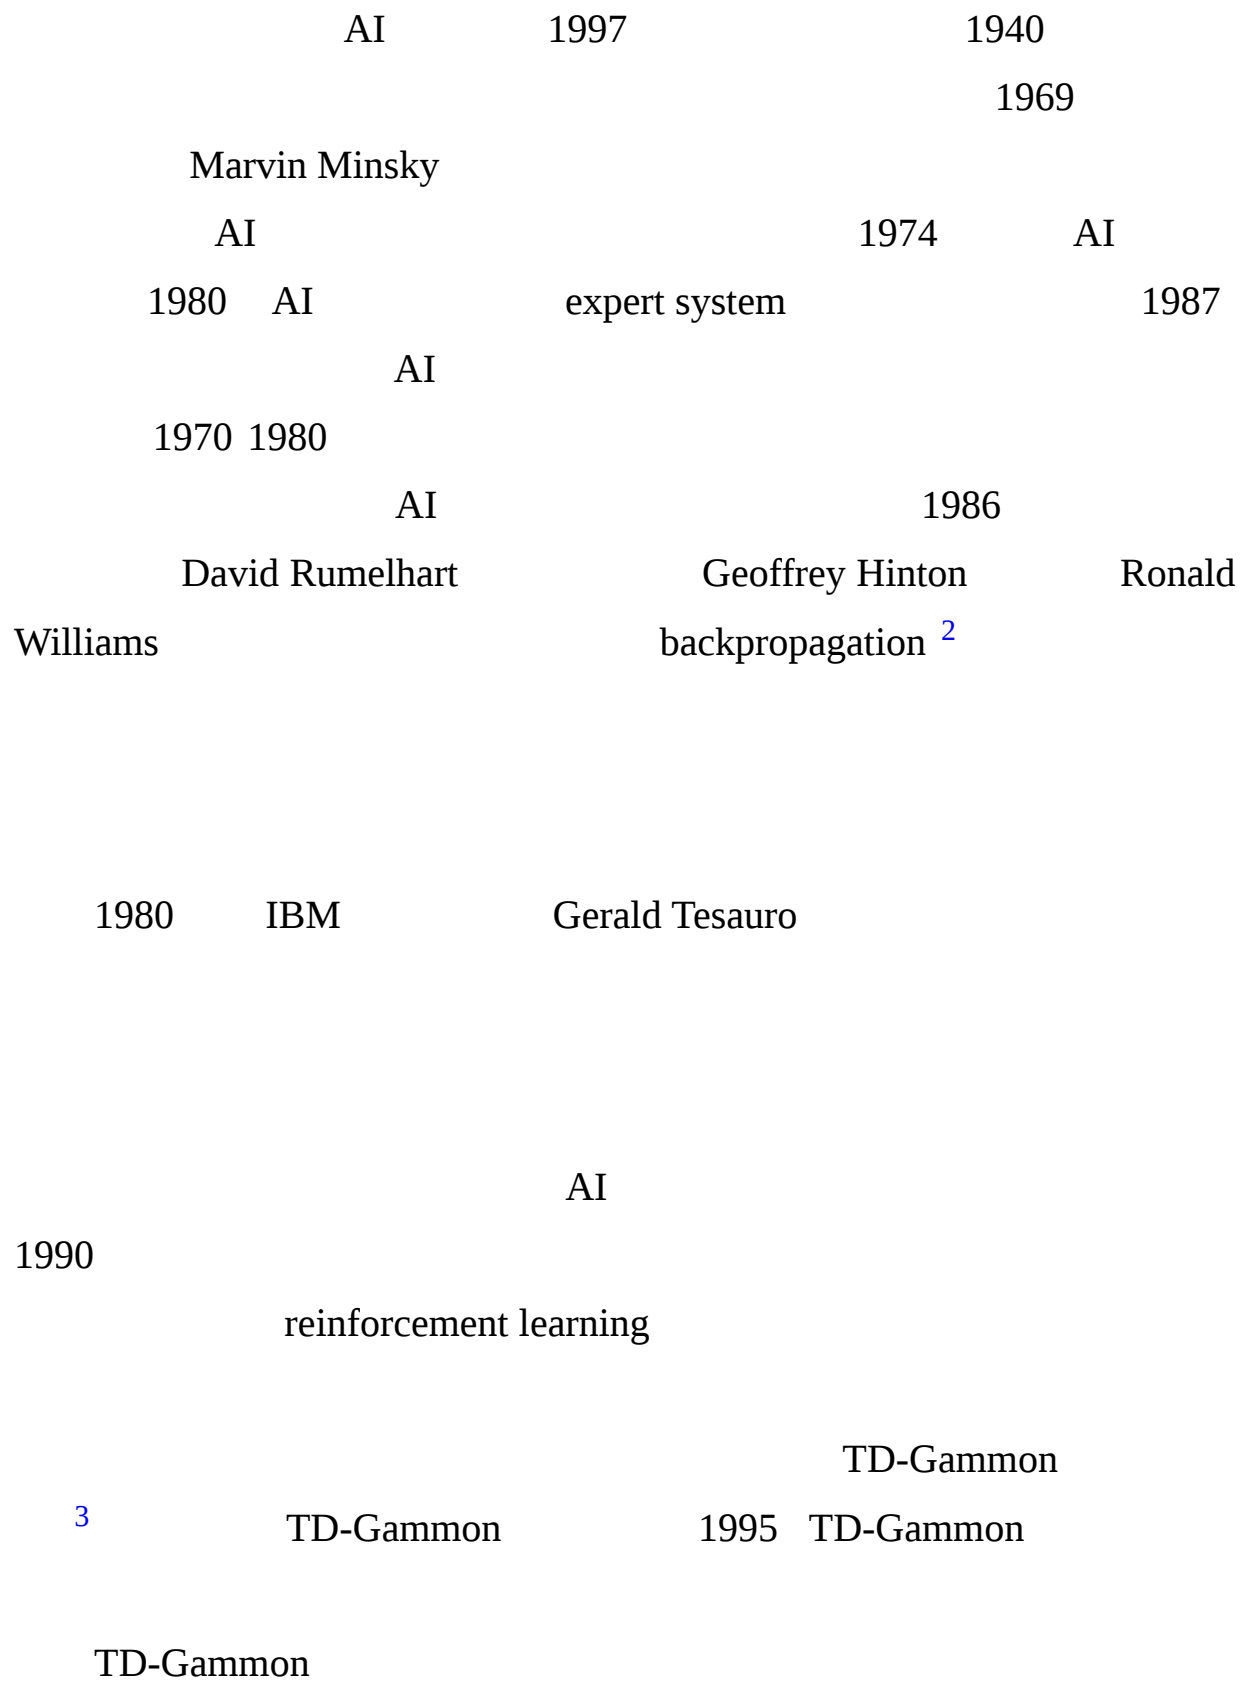 AI 1997 1940
1969
Marvin Minsky
AI 1974 AI
1980 AI expert system 1987
AI
1970 1980
AI 1986
David Rumelhart Geoffrey Hinton Ronald
Williams backpropagation 2
1980 IBM Gerald Tesauro
AI
1990
reinforcement learning
TD-Gammon
3 TD-Gammon 1995 TD-Gammon
TD-Gammon